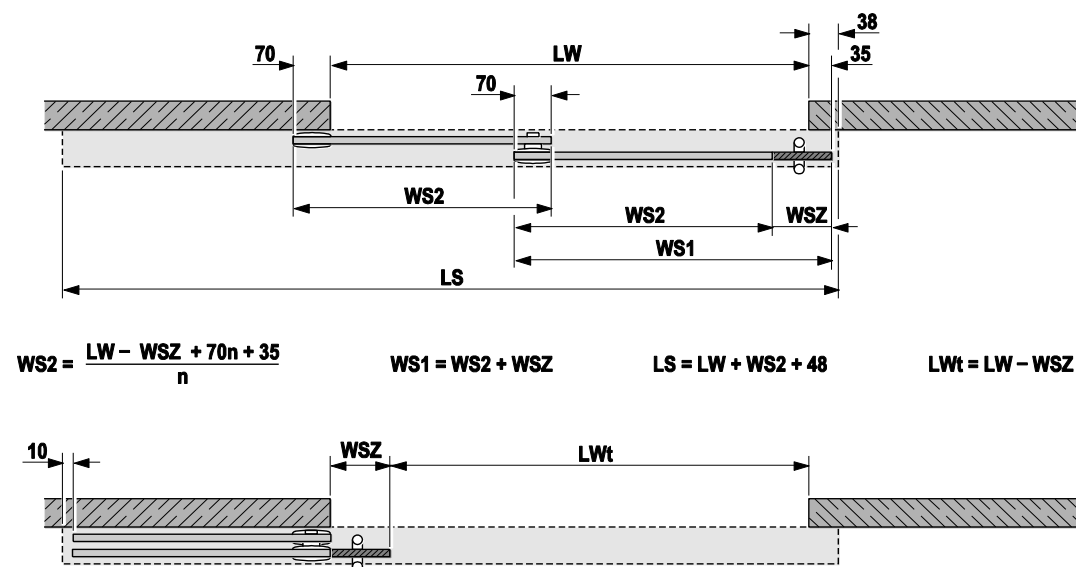 38
70
LW
35
70
WS2
WS2
WSZ
WS1
LS
WS2 = LW – WSZ + 70n + 35
n
WS1 = WS2 + WSZ
LS = LW + WS2 + 48
LWt = LW – WSZ
10
WSZ
LWt